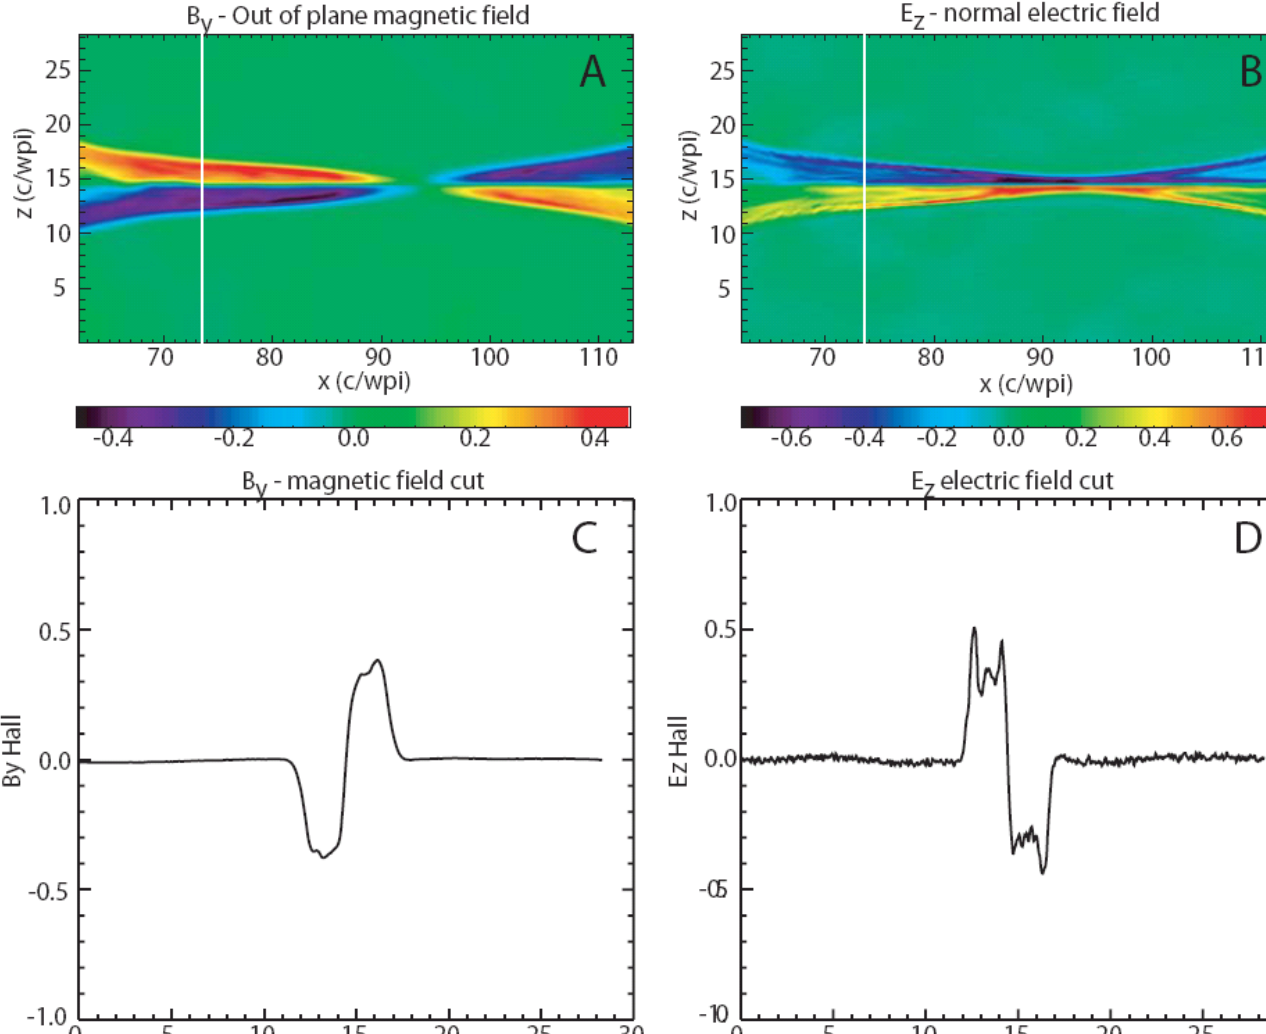 By - Out of plane magnetic field
A
25
20
15
10
5
z (c/wpi)
70 80 90 100 110
x (c/wpi)
-0.4 -0.2 0.0 0.2 04
Ez - normal electric field
B
25
20
15
10
5
z (c/wpi)
70 80 90 100 11
x (c/wpi)
-0.6 -0.4 -0.2 0.0 0.2 0.4 0.6
By - magnetic field cut
C
1.0
0.5
0.0
-0.5
-1.0
By Hall
0 5 10 15 20 25 30
Ez electric field cut
D
1.0
0.5
0.0
-05
-10
Ez Hall
0 5 10 15 20 25